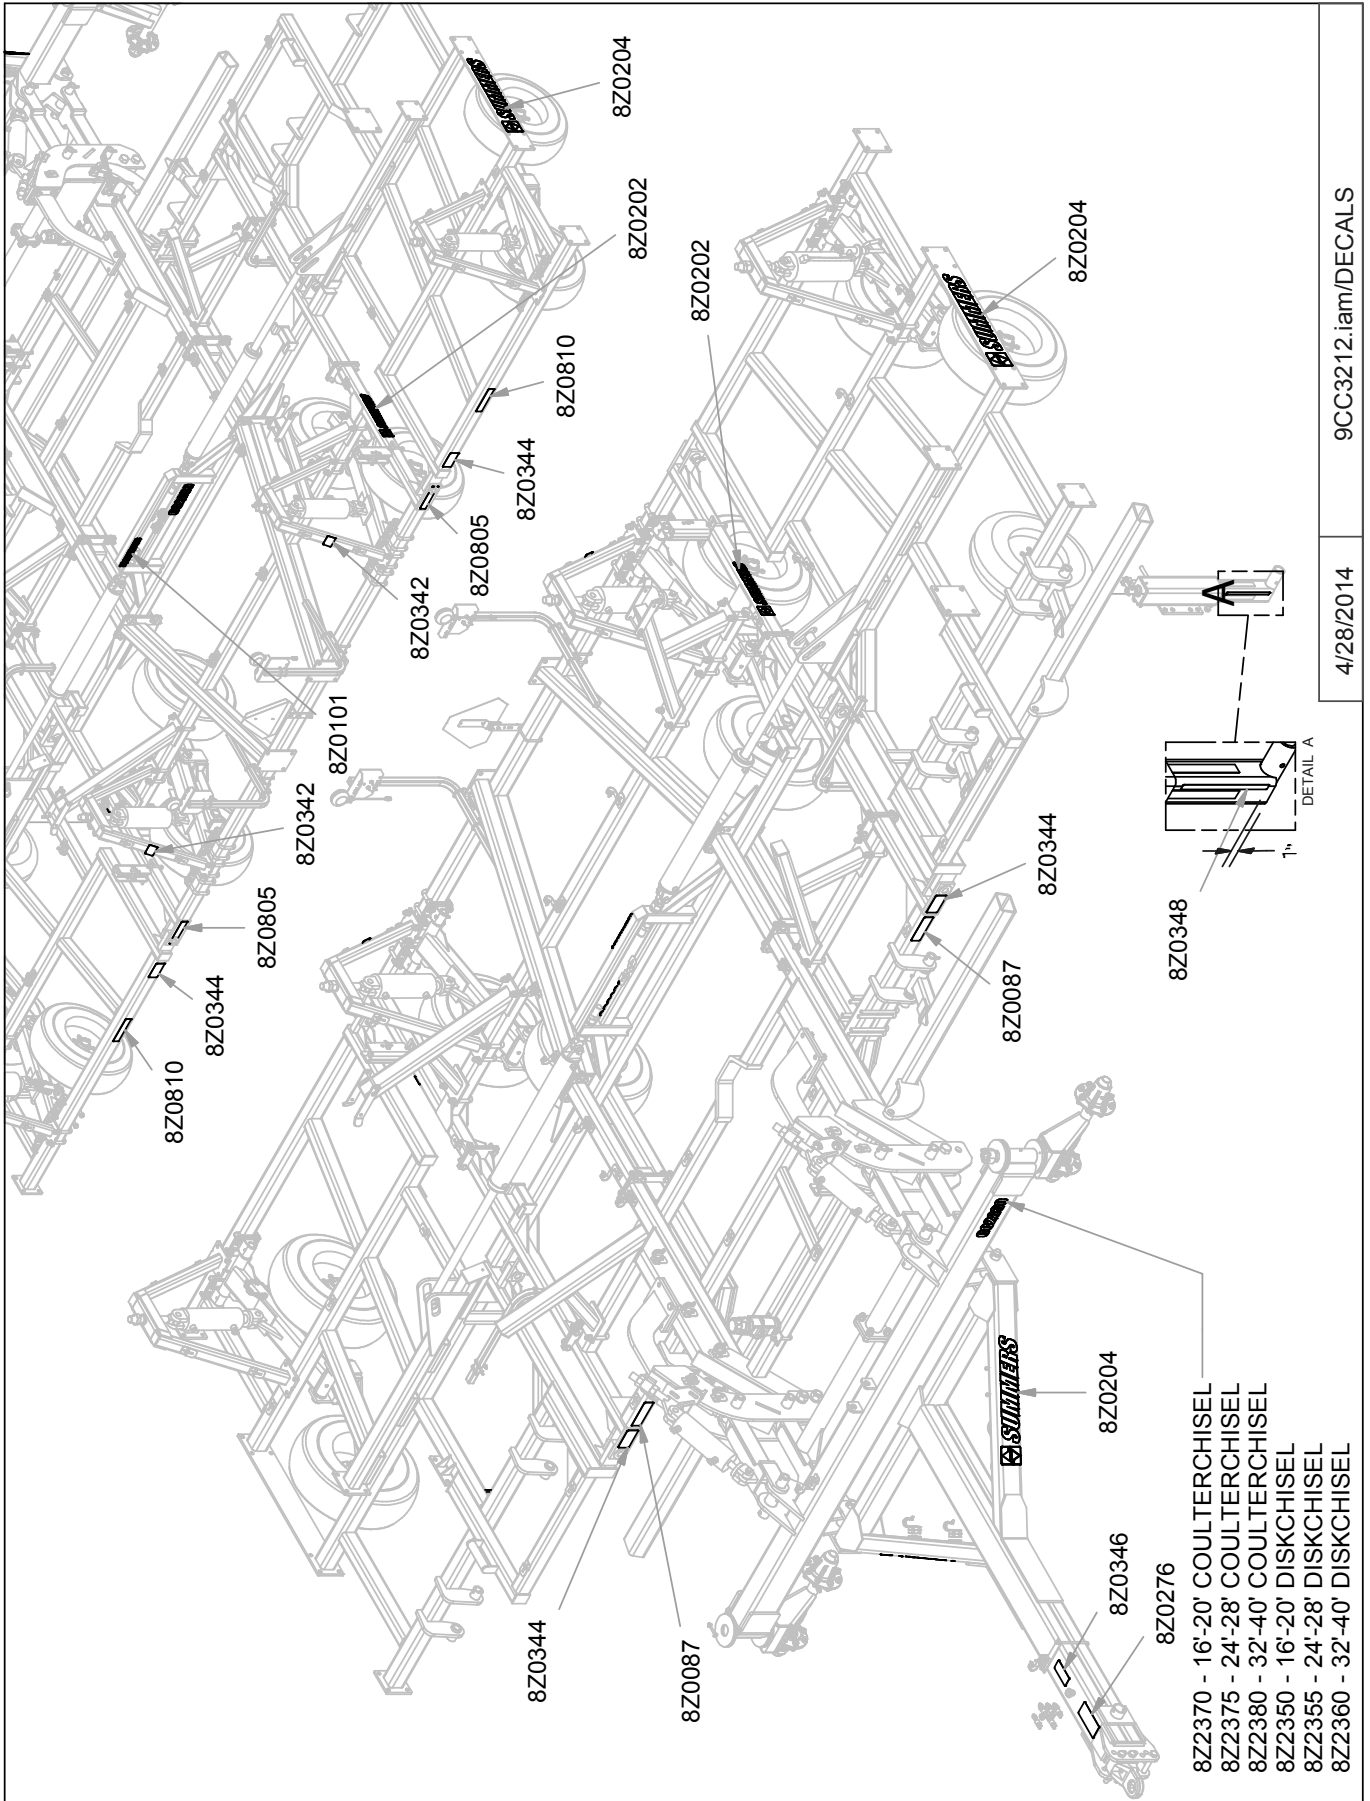 8Z0810
8Z0344
8Z0805
8Z0342
8Z0101
8Z0342
8Z0805
8Z0344
8Z0810
SUMMERS
8Z0204
8Z0202
8Z0344
8Z0087
8Z0202
SUMMERS
8Z0204
8Z0087
8Z0344
SUMMERS
8Z0204
8Z0346
8Z0276
8Z2370 - 16'-20' COULTERCHISEL
8Z2375 - 24'-28' COULTERCHISEL
8Z2380 - 32'-40' COULTERCHISEL
8Z2350 - 16'-20' DISKCHISEL
8Z2355 - 24'-28' DISKCHISEL
8Z2360 - 32'-40' DISKCHISEL
8Z0348
1"
A
DETAIL A
4/28/2014
9CC3212.iam/DECALS